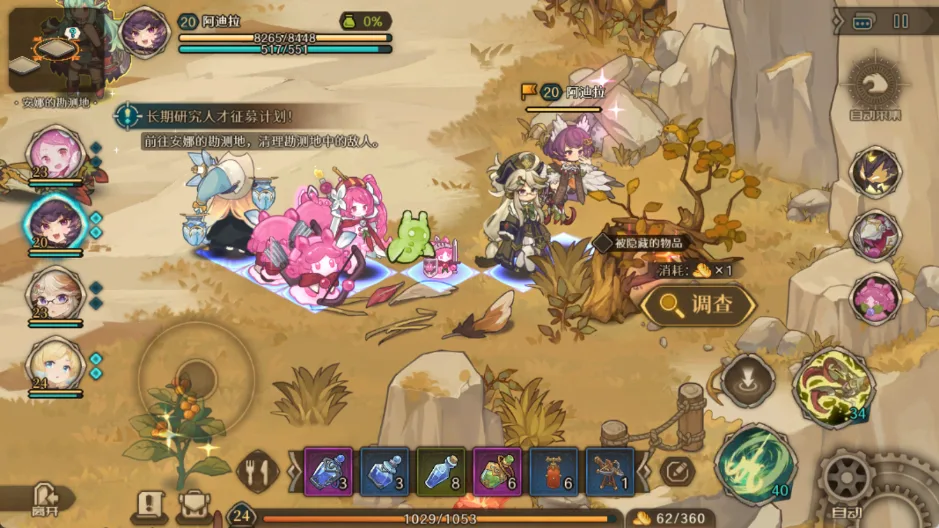 20 阿迪拉
0%
8265/8448
517/551
·安娜的勘测地·
长期研究人才征募计划!
前往安娜的勘测地，清理勘测地中的敌人。
20 阿迪拉
自动采集
23
20
23
24
被隐藏的物品
消耗: ×1
调查
34
40
3
3
8
6
6
1
离开
24
1029/1053
62/360
自动